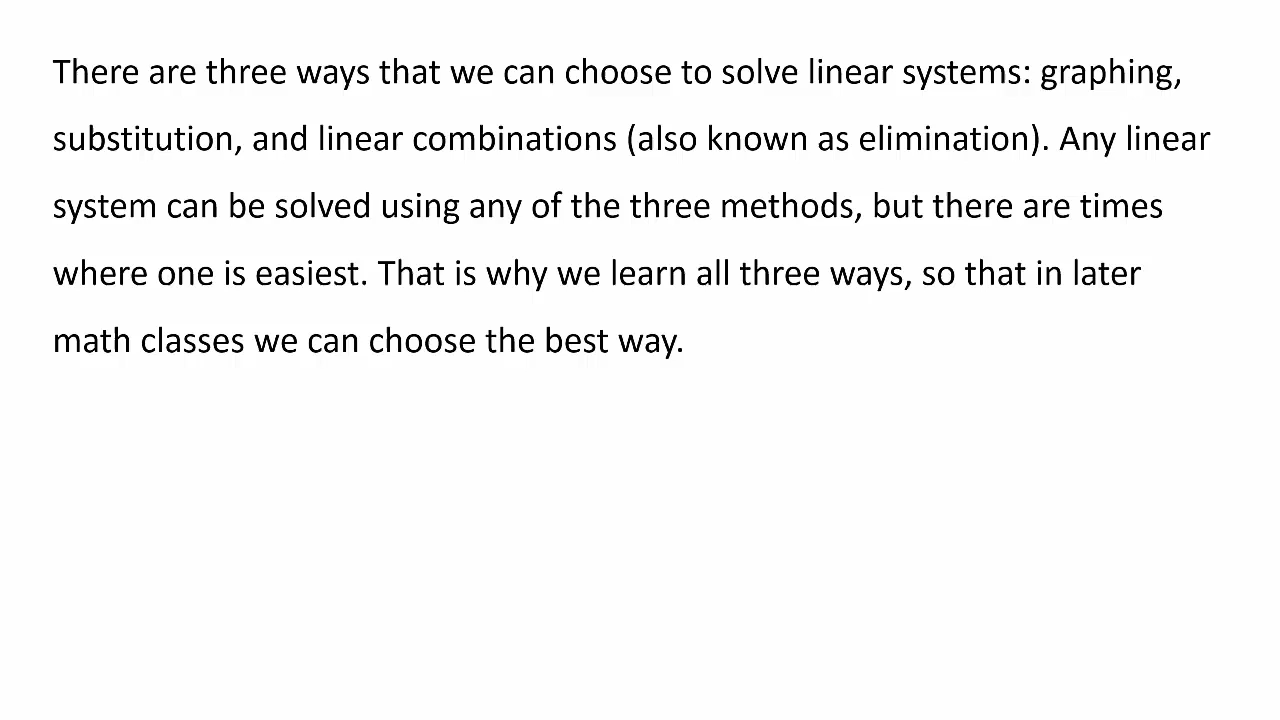 There are three ways that we can choose to solve linear systems: graphing,
substitution, and linear combinations (also known as elimination). Any linear
system can be solved using any of the three methods, but there are times
where one is easiest. That is why we learn all three ways, so that in later
math classes we can choose the best way.